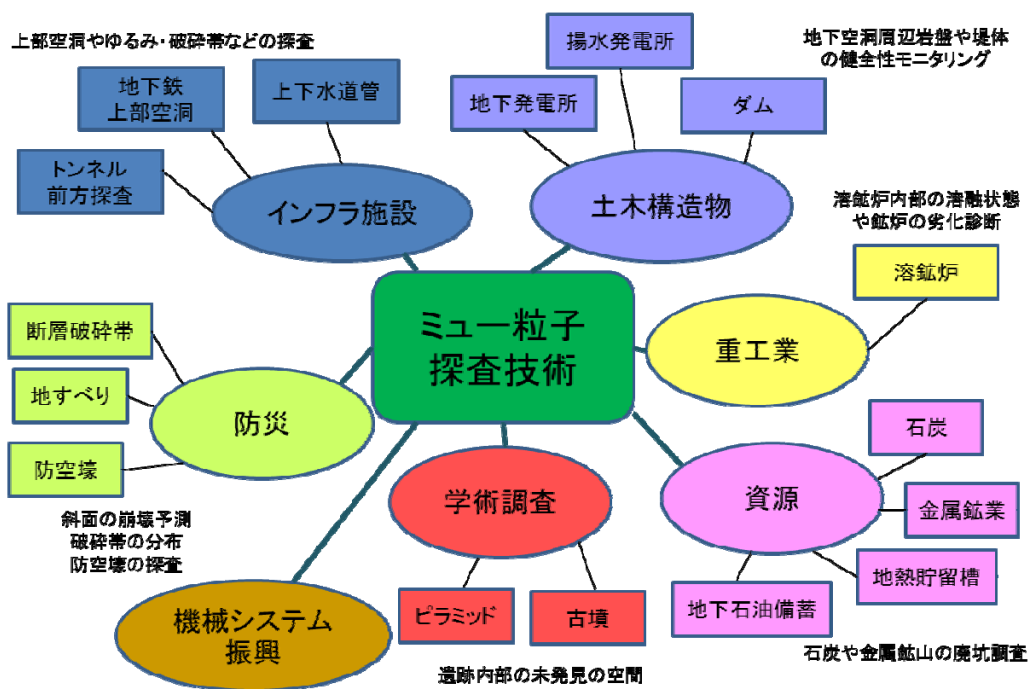 上部空洞やゆるみ・破砕帯などの探査
地下鉄
上部空洞
上下水道管
トンネル
前方探査
インフラ施設
揚水発電所
地下発電所
ダム
地下空洞周辺岩盤や堤体
の健全性モニタリング
土木構造物
溶鉱炉内部の溶融状態
や鉱炉の劣化診断
溶鉱炉
重工業
ミュー粒子
探査技術
断層破砕帯
地すべり
防空壕
防災
斜面の崩壊予測
破砕帯の分布
防空壕の探査
機械システム
振興
学術調査
ピラミッド
古墳
遺跡内部の未発見の空間
資源
石炭
金属鉱業
地熱貯留槽
地下石油備蓄
石炭や金属鉱山の廃坑調査